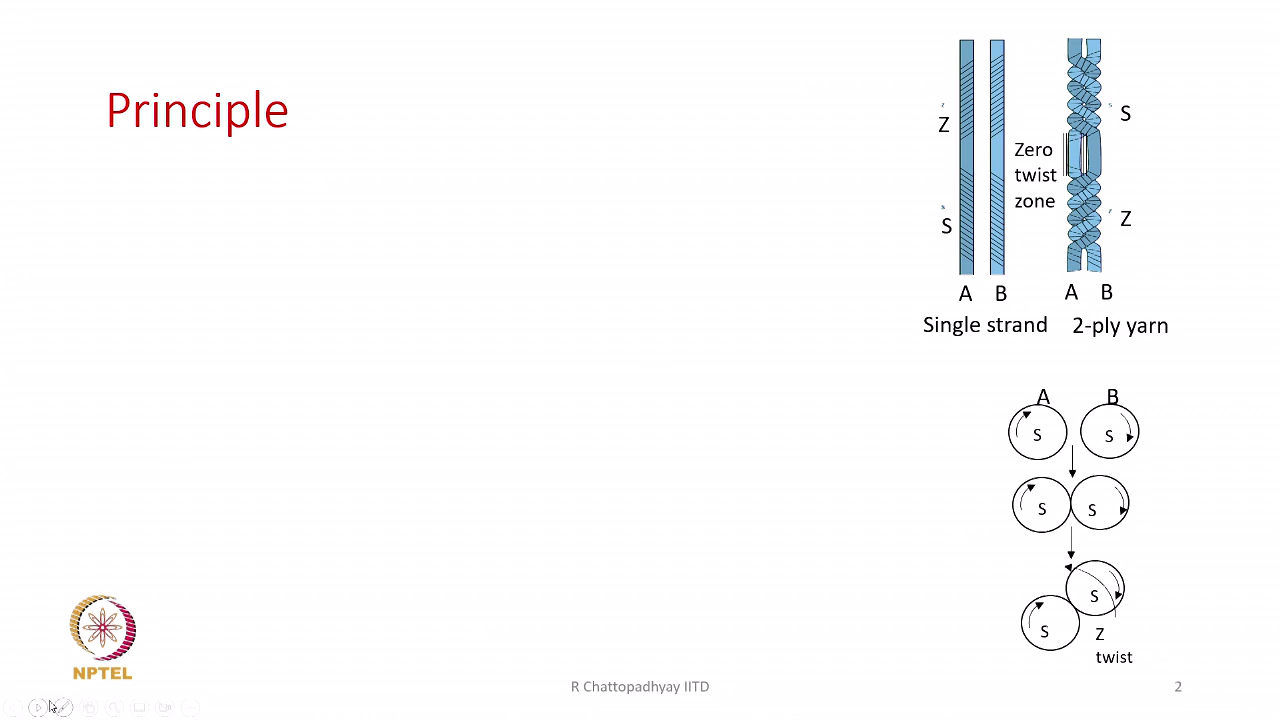 Principle
Z
Z
S
S
Zero
twist
zone
S
S
Z
A B
A B
Single strand
2-ply yarn
A B
S S
S S
S
S
Z
twist
NPTEL
R Chattopadhyay IITD
2